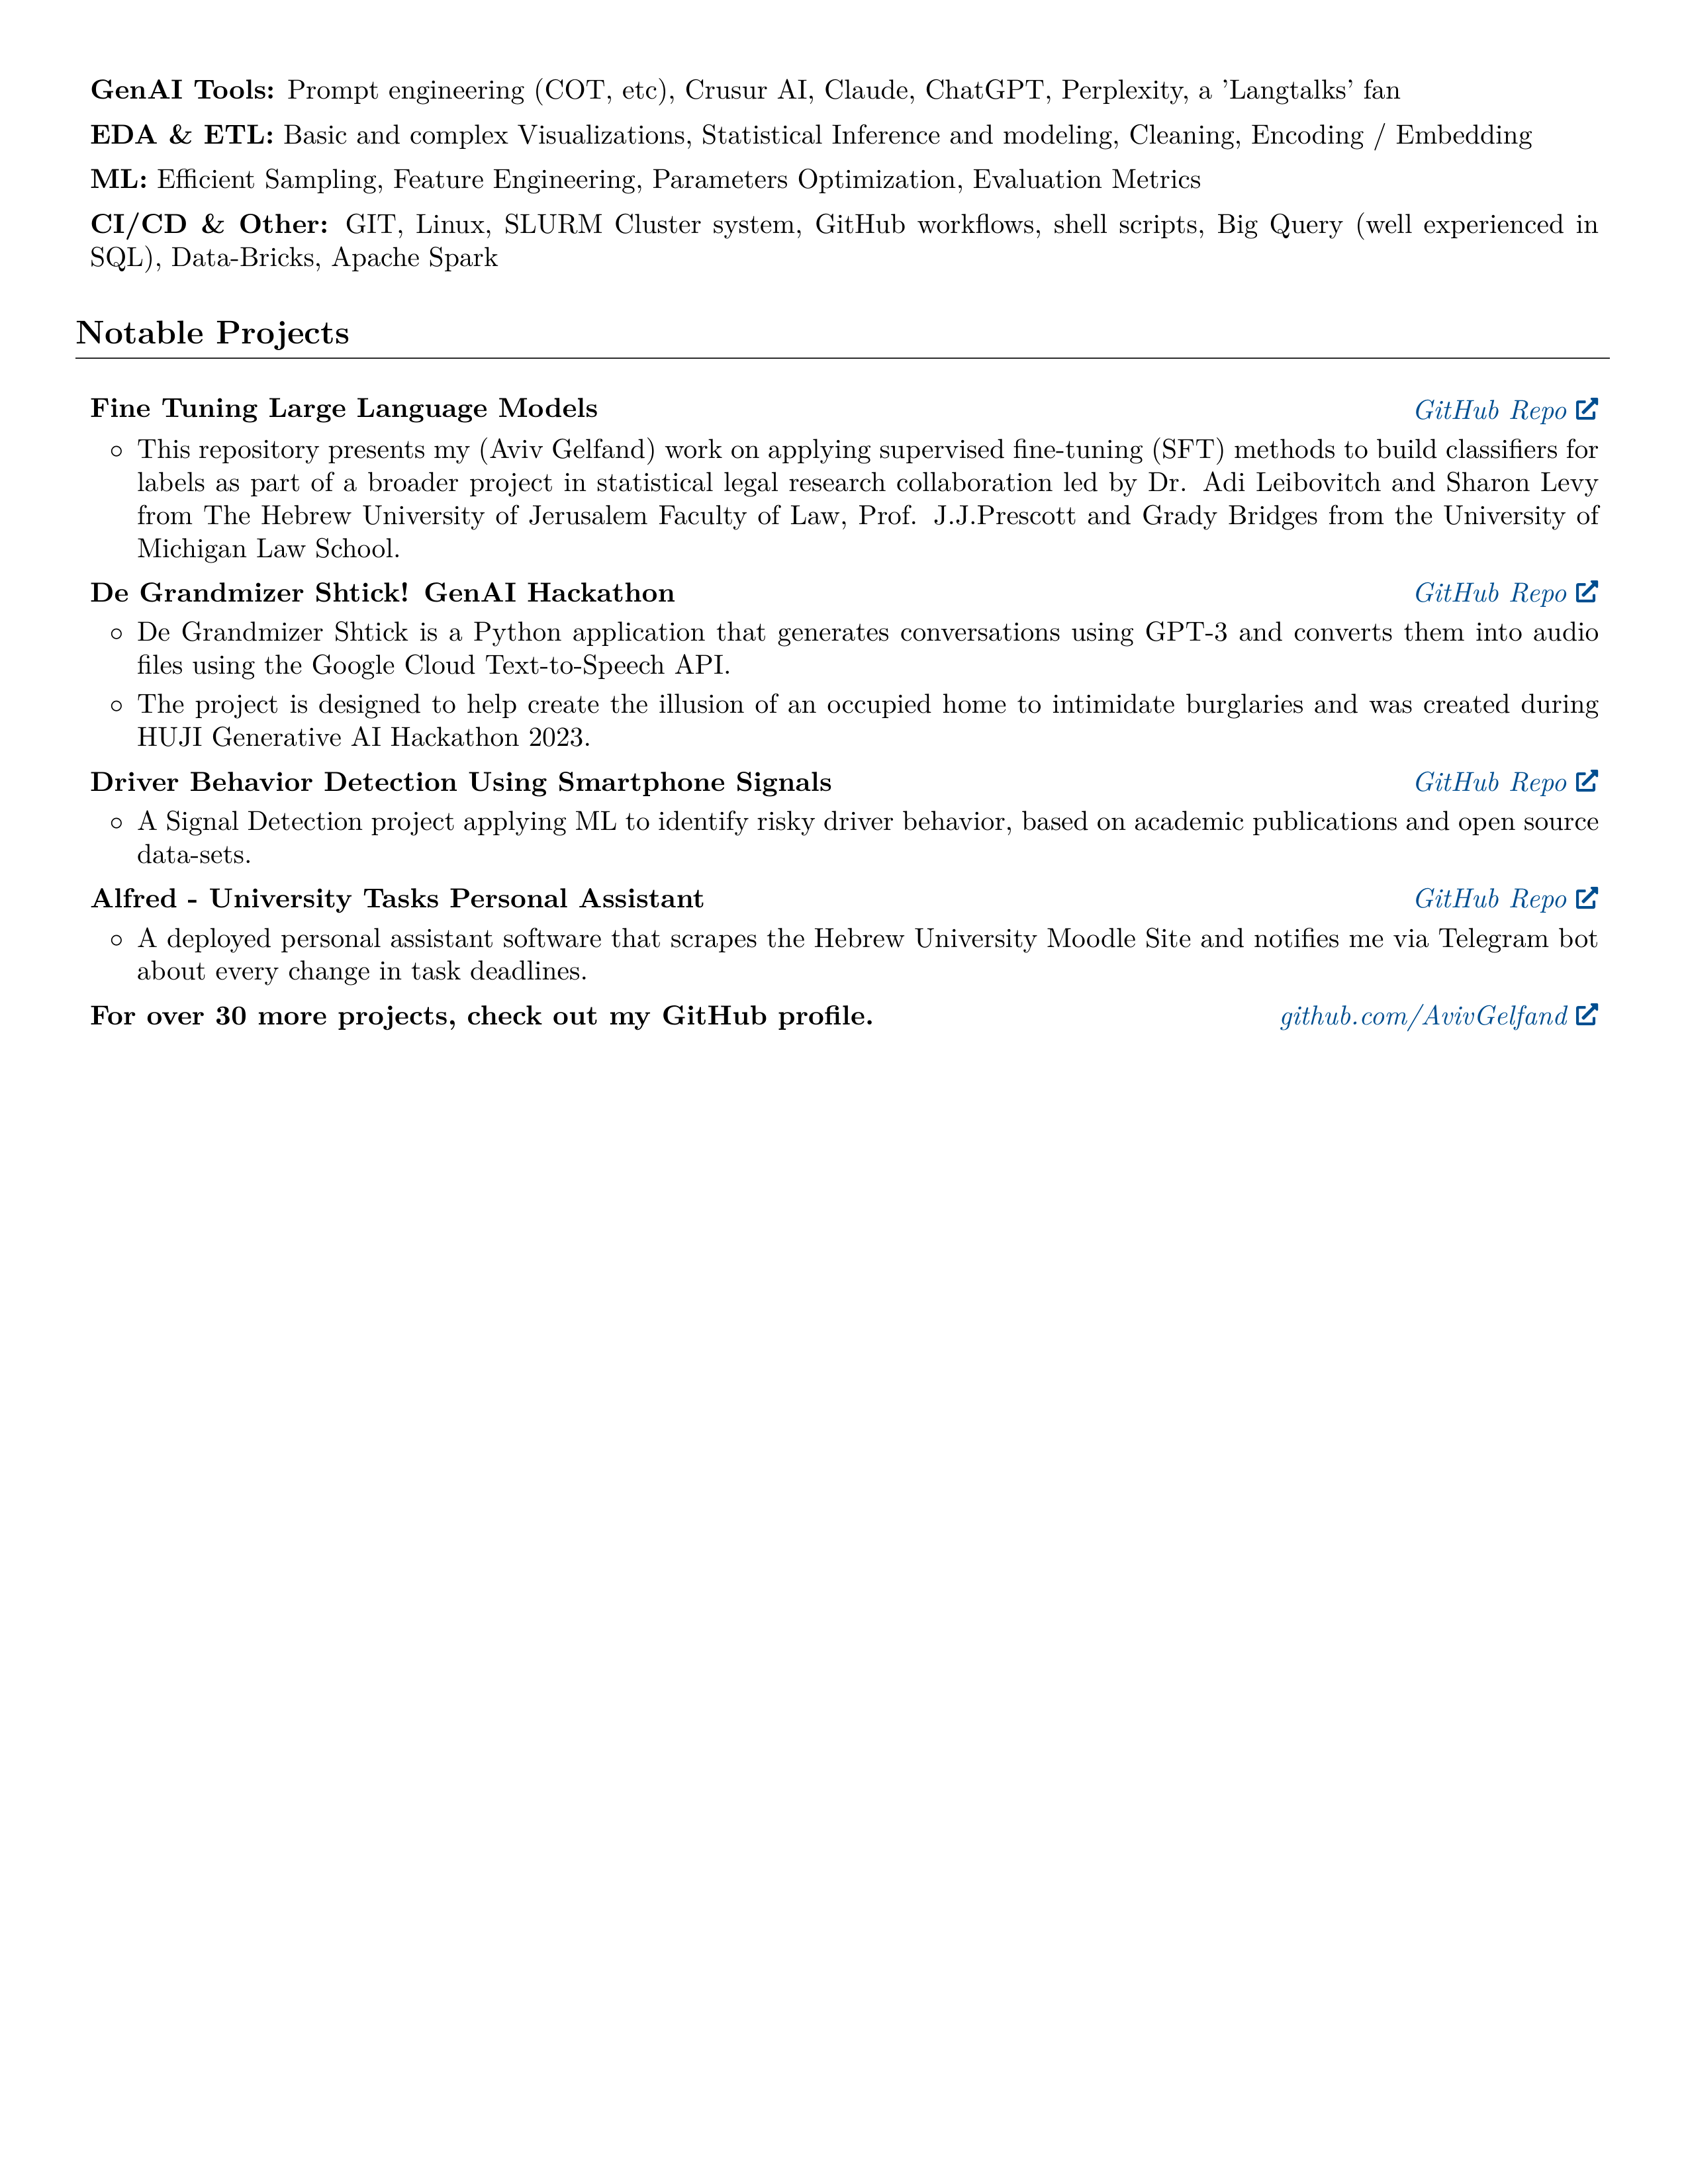 GenAI Tools: Prompt engineering (COT, etc), Crusur AI, Claude, ChatGPT, Perplexity, a 'Langtalks' fan
EDA & ETL: Basic and complex Visualizations, Statistical Inference and modeling, Cleaning, Encoding / Embedding
ML: Efficient Sampling, Feature Engineering, Parameters Optimization, Evaluation Metrics
CI/CD & Other: GIT, Linux, SLURM Cluster system, GitHub workflows, shell scripts, Big Query (well experienced in
SQL), Data-Bricks, Apache Spark
Notable Projects
Fine Tuning Large Language Models GitHub Repo
○ This repository presents my (Aviv Gelfand) work on applying supervised fine-tuning (SFT) methods to build classifiers for
labels as part of a broader project in statistical legal research collaboration led by Dr. Adi Leibovitch and Sharon Levy
from The Hebrew University of Jerusalem Faculty of Law, Prof. J.J.Prescott and Grady Bridges from the University of
Michigan Law School.
De Grandmizer Shtick! GenAI Hackathon GitHub Repo
○ De Grandmizer Shtick is a Python application that generates conversations using GPT-3 and converts them into audio
files using the Google Cloud Text-to-Speech API.
○ The project is designed to help create the illusion of an occupied home to intimidate burglaries and was created during
HUJI Generative AI Hackathon 2023.
Driver Behavior Detection Using Smartphone Signals GitHub Repo
○ A Signal Detection project applying ML to identify risky driver behavior, based on academic publications and open source
data-sets.
Alfred - University Tasks Personal Assistant GitHub Repo
○ A deployed personal assistant software that scrapes the Hebrew University Moodle Site and notifies me via Telegram bot
about every change in task deadlines.
For over 30 more projects, check out my GitHub profile. github.com/AvivGelfand